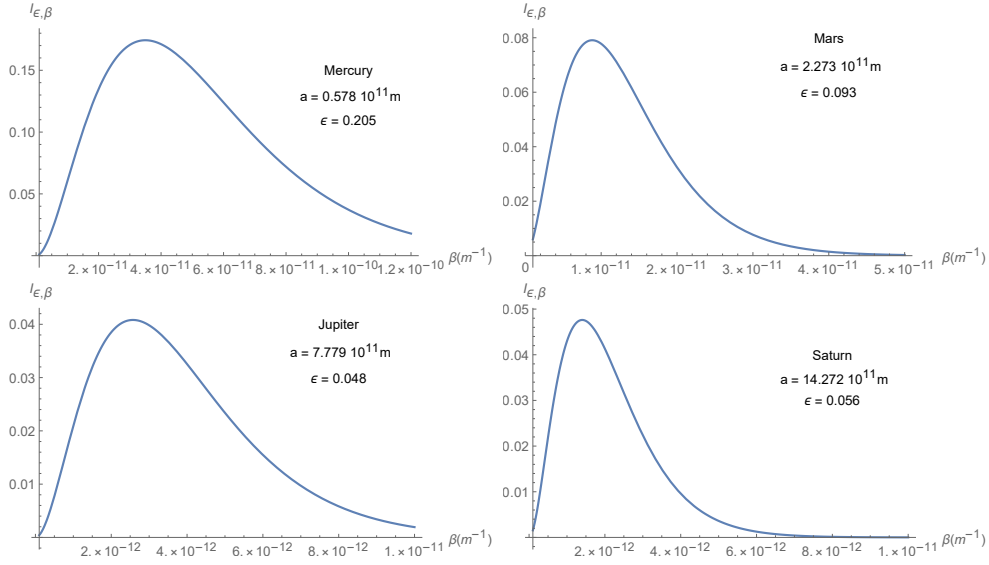 I_ϵ,β
0.15
0.10
0.05
Mercury
a = 0.578 10^11 m
ϵ = 0.205
2.×10^-11 4.×10^-11 6.×10^-11 8.×10^-11 1.×10^-10 1.2×10^-10 β(m^-1)
I_ϵ,β
0.08
0.06
0.04
0.02
Mars
a = 2.273 10^11 m
ϵ = 0.093
0 1.×10^-11 2.×10^-11 3.×10^-11 4.×10^-11 5.×10^-11 β(m^-1)
I_ϵ,β
0.04
0.03
0.02
0.01
Jupiter
a = 7.779 10^11 m
ϵ = 0.048
2.×10^-12 4.×10^-12 6.×10^-12 8.×10^-12 1.×10^-11 β(m^-1)
I_ϵ,β
0.05
0.04
0.03
0.02
0.01
Saturn
a = 14.272 10^11 m
ϵ = 0.056
2.×10^-12 4.×10^-12 6.×10^-12 8.×10^-12 1.×10^-11 β(m^-1)